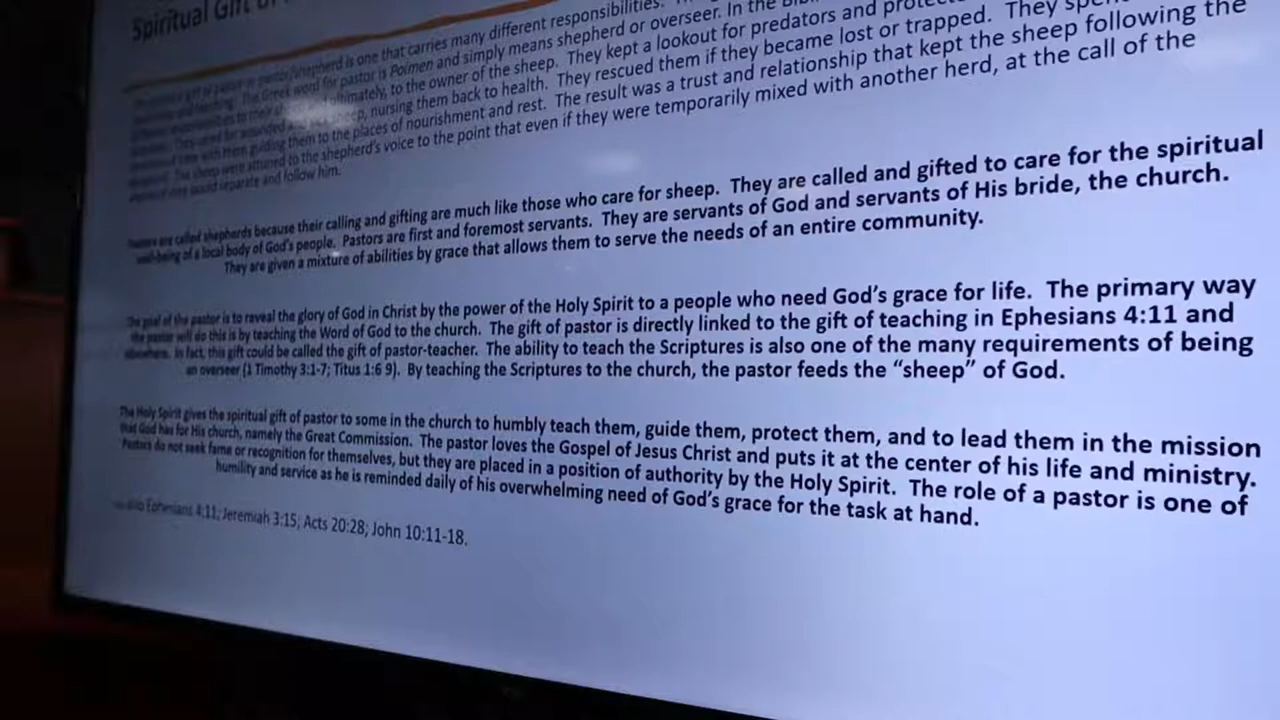 Spiritual Gift of
pastor/shepherd is one that carries many different responsibilities.
The Greek word for pastor is Poimen and simply means shepherd or overseer. In the
ultimately, to the owner of the sheep. They kept a lookout for predators and
sheep, nursing them back to health. They rescued them if they became lost or trapped. They
guiding them to the places of nourishment and rest. The result was a trust and relationship that kept the sheep following the
The sheep were attuned to the shepherd's voice to the point that even if they were temporarily mixed with another herd, at the call of the
separate and follow him.
Pastors are called shepherds because their calling and gifting are much like those who care for sheep. They are called and gifted to care for the spiritual
well-being of a local body of God's people. Pastors are first and foremost servants. They are servants of God and servants of His bride, the church.
They are given a mixture of abilities by grace that allows them to serve the needs of an entire community.
The goal of the pastor is to reveal the glory of God in Christ by the power of the Holy Spirit to a people who need God's grace for life. The primary way
the pastor will do this is by teaching the Word of God to the church. The gift of pastor is directly linked to the gift of teaching in Ephesians 4:11 and
elsewhere. In fact, this gift could be called the gift of pastor-teacher. The ability to teach the Scriptures is also one of the many requirements of being
an overseer (1 Timothy 3:1-7; Titus 1:6 9). By teaching the Scriptures to the church, the pastor feeds the “sheep” of God.
The Holy Spirit gives the spiritual gift of pastor to some in the church to humbly teach them, guide them, protect them, and to lead them in the mission
that God has for His church, namely the Great Commission. The pastor loves the Gospel of Jesus Christ and puts it at the center of his life and ministry.
Pastors do not seek fame or recognition for themselves, but they are placed in a position of authority by the Holy Spirit. The role of a pastor is one of
humility and service as he is reminded daily of his overwhelming need of God's grace for the task at hand.
Ephesians 4:11; Jeremiah 3:15; Acts 20:28; John 10:11-18.